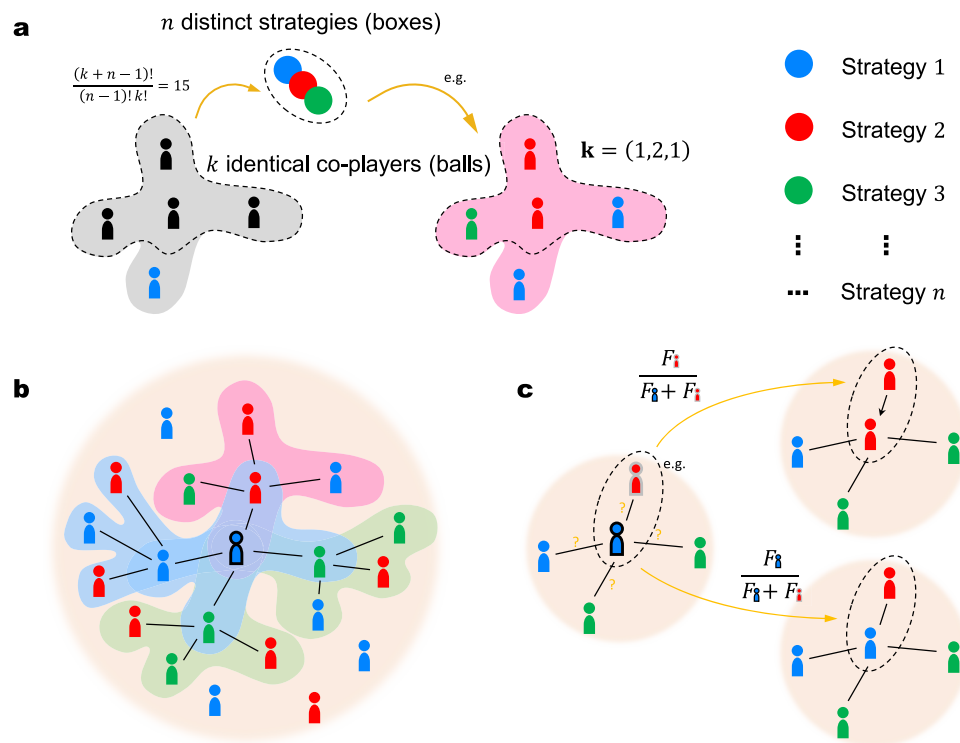 a
n distinct strategies (boxes)
(k + n − 1)!
(n − 1)! k! = 15
e.g.
k identical co-players (balls)
k = (1,2,1)
Strategy 1
Strategy 2
Strategy 3
⋮ ⋮
... Strategy n
b
c
F
F + F
e.g.
?
? ?
?
F
F + F